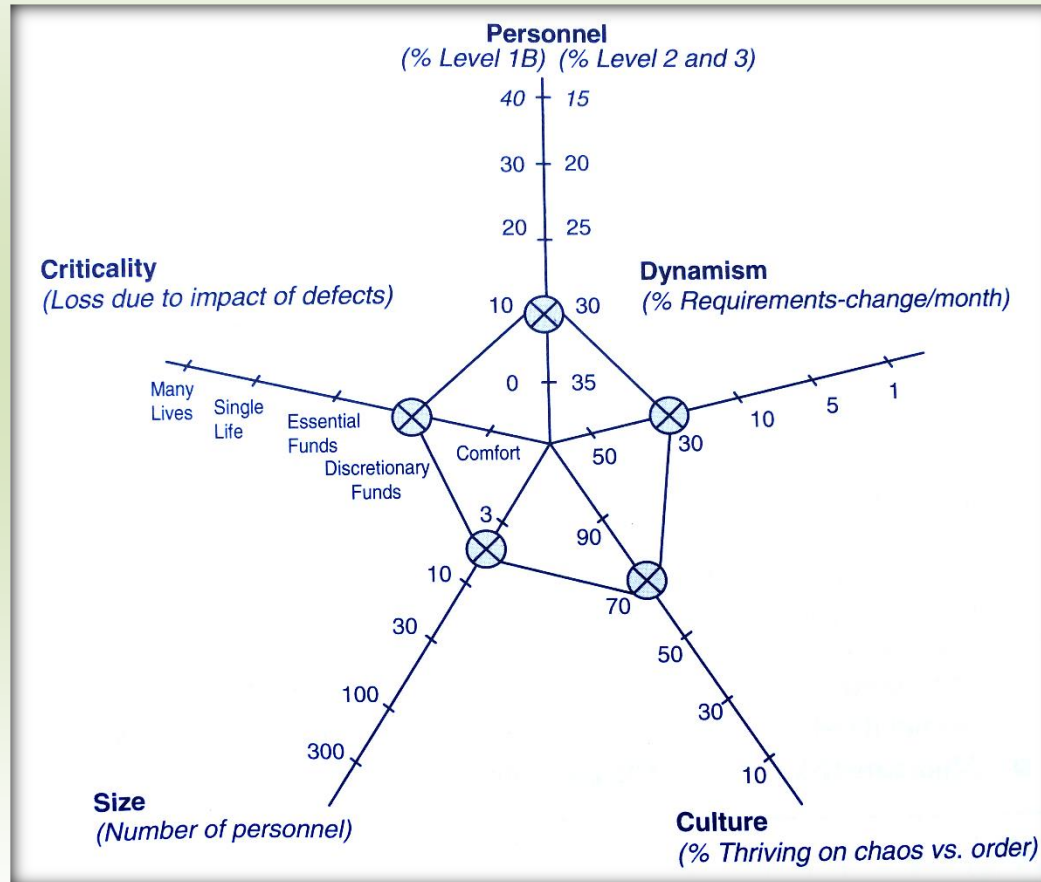 Personnel
(% Level 1B) (% Level 2 and 3)
40 15
30 20
20 25
10 30
0 35
Criticality
(Loss due to impact of defects)
Many
Lives
Single
Life
Essential
Funds
Discretionary
Funds
Comfort
Dynamism
(% Requirements-change/month)
50
30
10
5
1
3
10
30
100
300
Size
(Number of personnel)
90
70
50
30
10
Culture
(% Thriving on chaos vs. order)